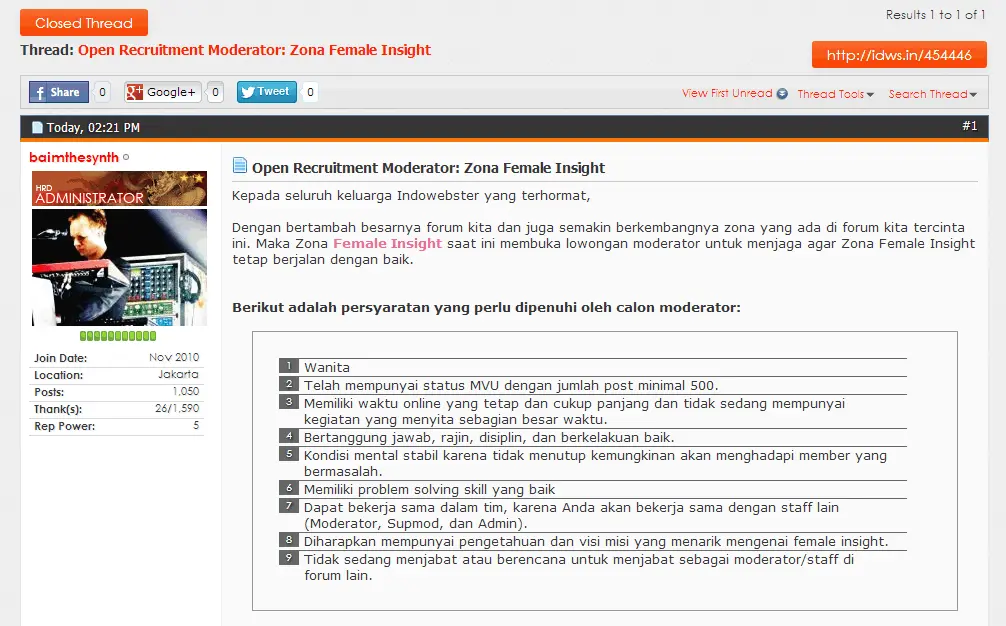 Closed Thread
Results 1 to 1 of 1
Thread: Open Recruitment Moderator: Zona Female Insight
http://idws.in/454446
Share 0 Google+ 0 Tweet 0
View First Unread Thread Tools Search Thread
Today, 02:21 PM #1
baimthesynth
HRD
ADMINISTRATOR
Join Date: Nov 2010
Location: Jakarta
Posts: 1,050
Thank(s): 26/1,590
Rep Power: 5
Open Recruitment Moderator: Zona Female Insight
Kepada seluruh keluarga Indowebster yang terhormat,
Dengan bertambah besarnya forum kita dan juga semakin berkembangnya zona yang ada di forum kita tercinta
ini. Maka Zona Female Insight saat ini membuka lowongan moderator untuk menjaga agar Zona Female Insight
tetap berjalan dengan baik.
Berikut adalah persyaratan yang perlu dipenuhi oleh calon moderator:
1 Wanita
2 Telah mempunyai status MVU dengan jumlah post minimal 500.
3 Memiliki waktu online yang tetap dan cukup panjang dan tidak sedang mempunyai
kegiatan yang menyita sebagian besar waktu.
4 Bertanggung jawab, rajin, disiplin, dan berkelakuan baik.
5 Kondisi mental stabil karena tidak menutup kemungkinan akan menghadapi member yang
bermasalah.
6 Memiliki problem solving skill yang baik
7 Dapat bekerja sama dalam tim, karena Anda akan bekerja sama dengan staff lain
(Moderator, Supmod, dan Admin).
8 Diharapkan mempunyai pengetahuan dan visi misi yang menarik mengenai female insight.
9 Tidak sedang menjabat atau berencana untuk menjabat sebagai moderator/staff di
forum lain.